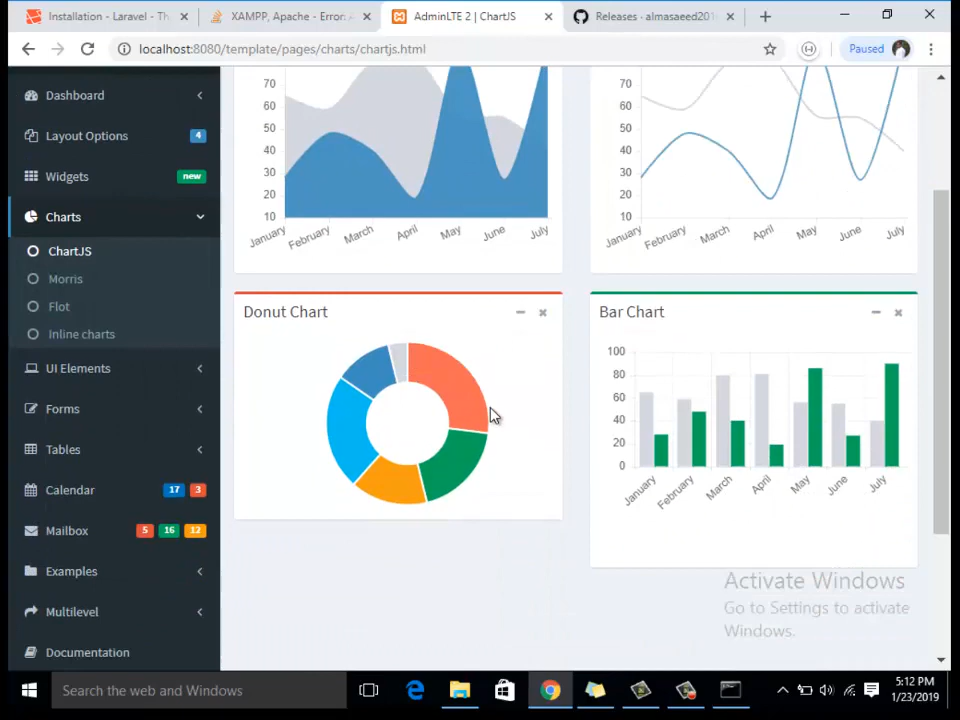 Installation - Laravel - Th
XAMPP, Apache - Error:
AdminLTE 2 | ChartJS
Releases · almasaeed201
localhost:8080/template/pages/charts/chartjs.html
Paused
Dashboard
Layout Options 4
Widgets new
Charts
ChartJS
Morris
Flot
Inline charts
UI Elements
Forms
Tables
Calendar 17 3
Mailbox 5 16 12
Examples
Multilevel
Documentation
70
60
50
40
30
20
10
January February March April May June July
70
60
50
40
30
20
10
January February March April May June July
Donut Chart
Bar Chart
100
80
60
40
20
0
January February March April May June July
Activate Windows
Go to Settings to activate
Windows.
Search the web and Windows
5:12 PM
1/23/2019